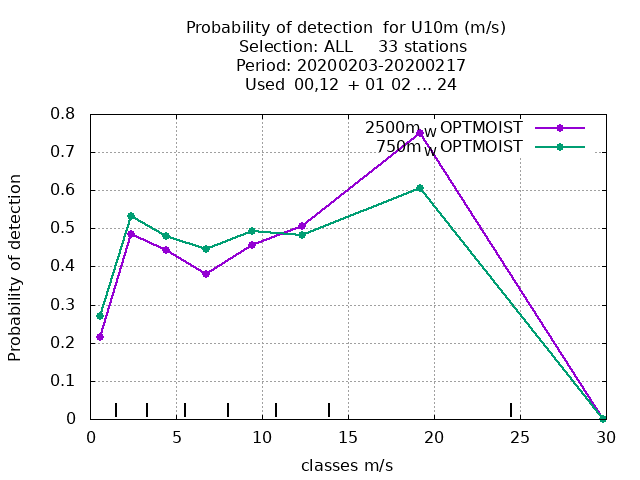 Probability of detection for U10m (m/s)
Selection: ALL 33 stations
Period: 20200203-20200217
Used 00,12 + 01 02 ... 24
2500m_W OPTMOIST
750m_W OPTMOIST
Probability of detection
0.8
0.7
0.6
0.5
0.4
0.3
0.2
0.1
0
0 5 10 15 20 25 30
classes m/s